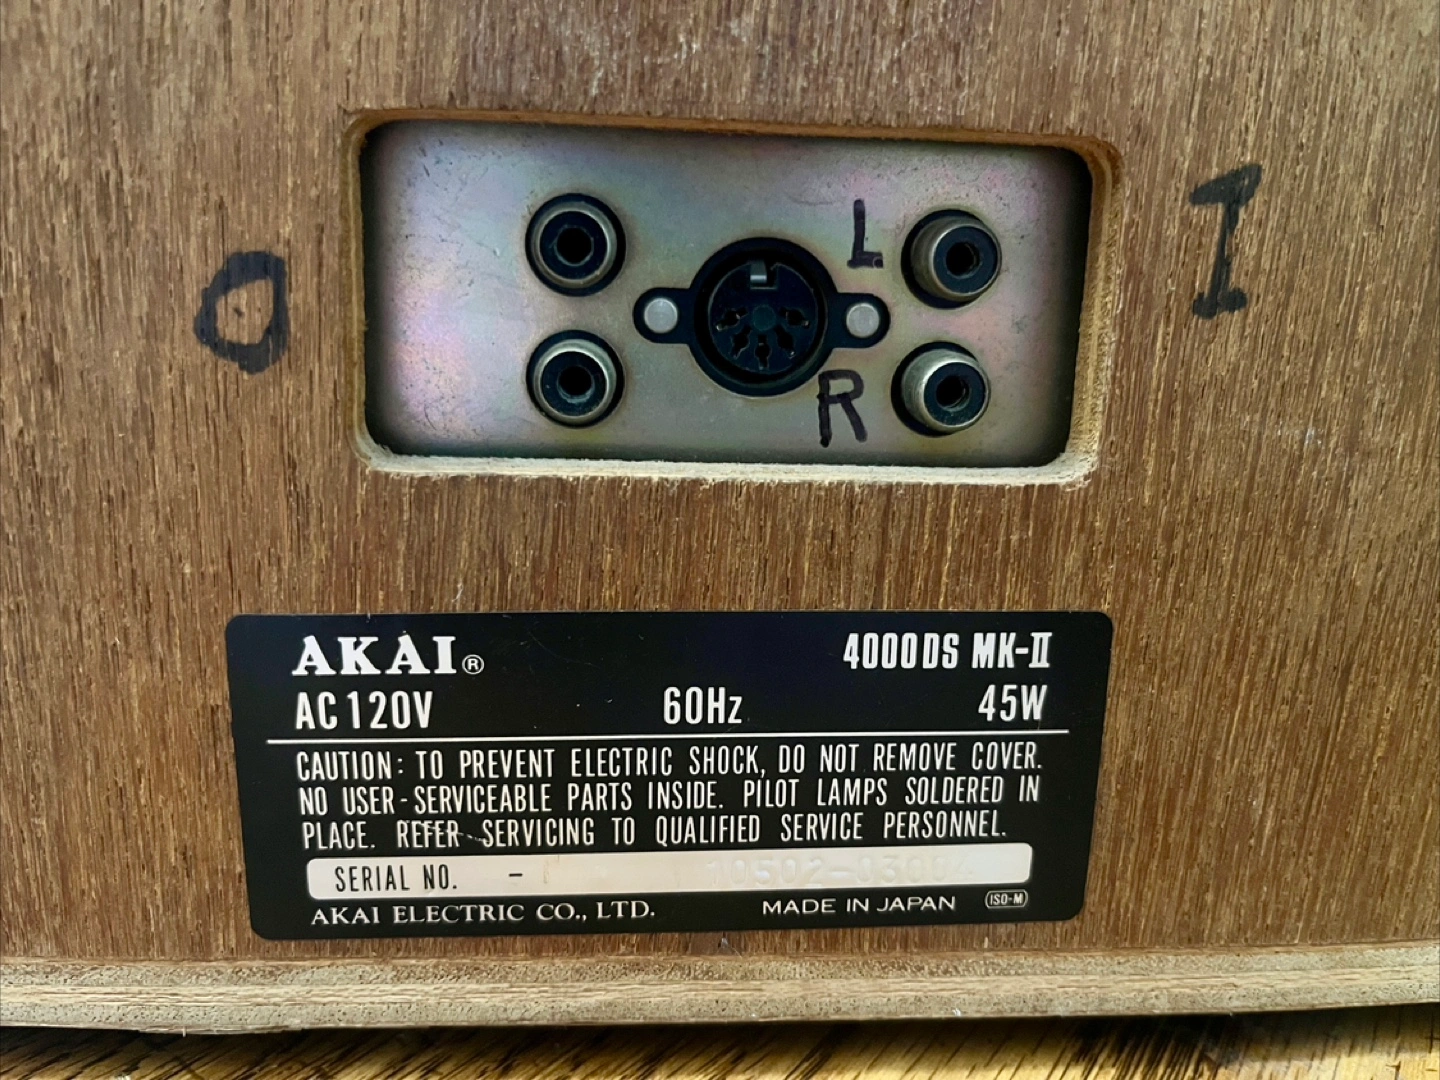 O
I
L
R
AKAI®
4000DS MK-II
AC 120V 60Hz 45W
CAUTION: TO PREVENT ELECTRIC SHOCK, DO NOT REMOVE COVER.
NO USER-SERVICEABLE PARTS INSIDE. PILOT LAMPS SOLDERED IN
PLACE. REFER SERVICING TO QUALIFIED SERVICE PERSONNEL.
SERIAL NO. -
AKAI ELECTRIC CO., LTD. MADE IN JAPAN ISO-M